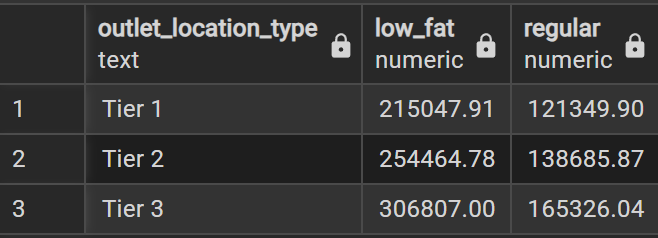 outlet_location_type low_fat regular
text numeric numeric
1 Tier 1 215047.91 121349.90
2 Tier 2 254464.78 138685.87
3 Tier 3 306807.00 165326.04